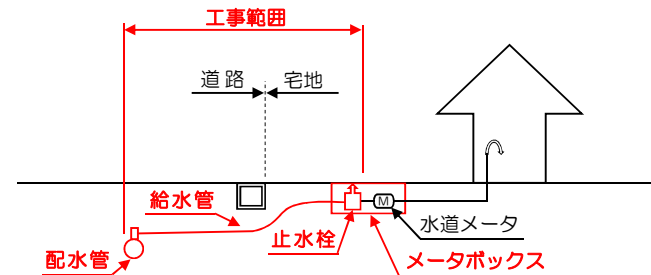 工事範囲
道路
宅地
給水管
M
水道メータ
止水栓
配水管
メータボックス